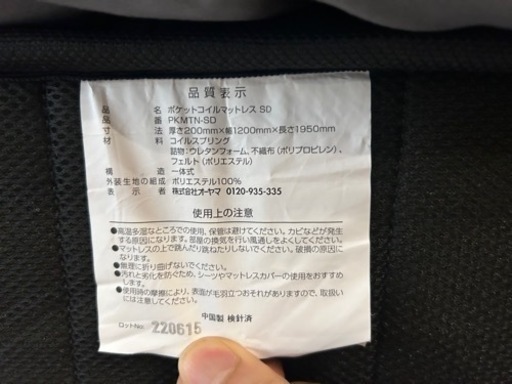 品質表示
品 名 ポケットコイルマットレス SD
品 番 PKMTN-SD
寸 法 厚さ200mm×幅1200mm×長さ1950mm
材 料 コイルスプリング
詰物:ウレタンフォーム、不織布(ポリプロピレン)、
フェルト(ポリエステル)
構 造 一体式
外装生地の組成 ポリエステル100%
表 示 者 株式会社オーヤマ 0120-935-335
使用上の注意
●高温多湿なところでの使用、保管は避けてください。カビなどが発
生する原因になります。部屋の換気を行い風通しをよくしてください。
●マットレスの上で跳んだり跳ねたりしないでください。破損の原因に
なります。
●無理に折り曲げないでください。
●汚れと劣化を防ぐため、シーツやマットレスカバーの使用をおすすめ
します。
●使用時の摩擦により、表面が毛羽立つおそれがありますので、取扱い
には注意してください。
中国製 検針済
ロットNo. 220615